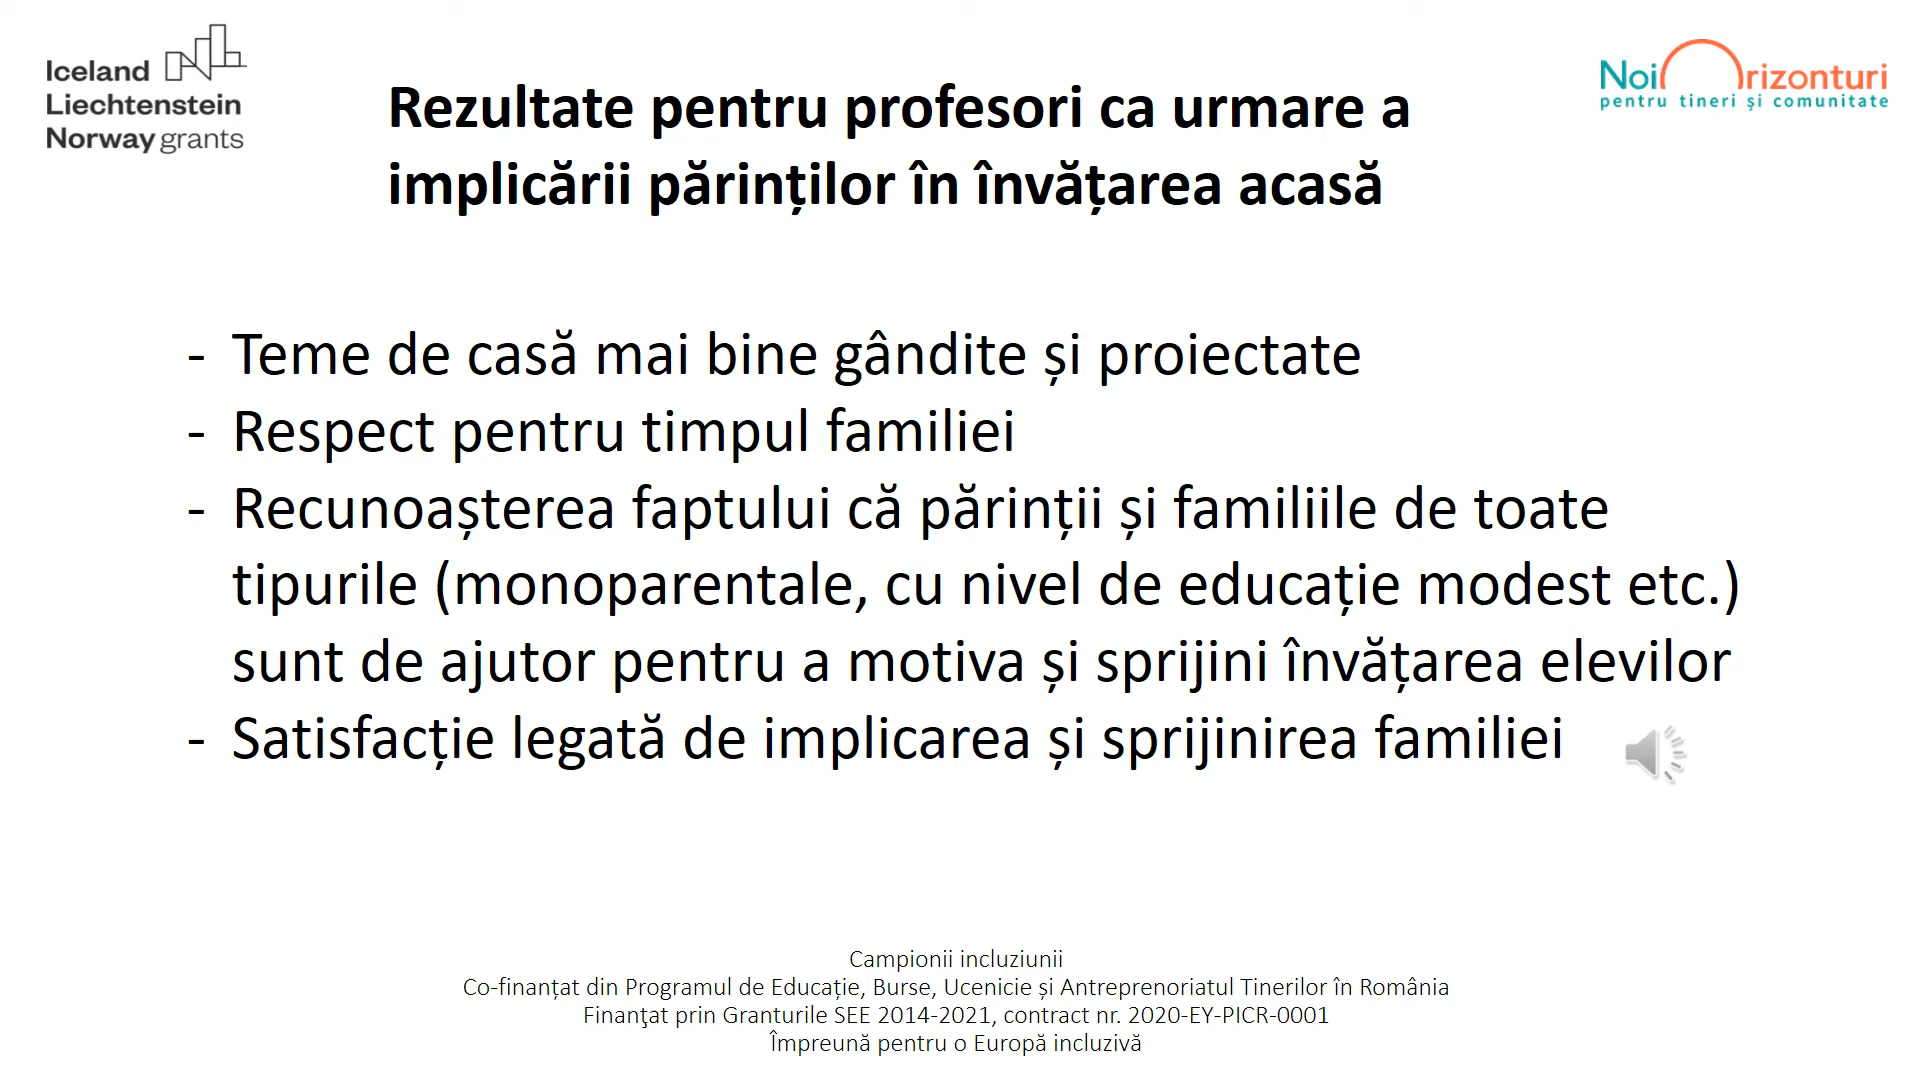 Iceland
Liechtenstein
Norway grants
Noi Orizonturi
pentru tineri și comunitate
Rezultate pentru profesori ca urmare a
implicării părinților în învățarea acasă
- Teme de casă mai bine gândite și proiectate
- Respect pentru timpul familiei
- Recunoașterea faptului că părinții și familiile de toate
tipurile (monoparentale, cu nivel de educație modest etc.)
sunt de ajutor pentru a motiva și sprijini învățarea elevilor
- Satisfacție legată de implicarea și sprijinirea familiei
Campionii incluziunii
Co-finanțat din Programul de Educație, Burse, Ucenicie și Antreprenoriatul Tinerilor în România
Finanţat prin Granturile SEE 2014-2021, contract nr. 2020-EY-PICR-0001
Împreună pentru o Europă incluzivă